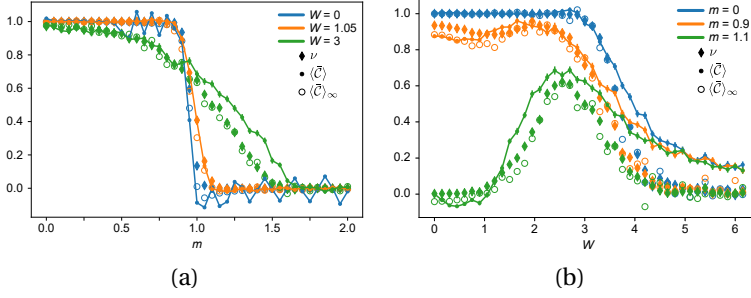 1.0
0.8
0.6
0.4
0.2
0.0
0.0
0.5
1.0
1.25
1.5
2.0
m
W = 0
W = 1.05
W = 3
ν
⟨C̄⟩
⟨C̄⟩∞
(a)
1.0
0.8
0.6
0.4
0.2
0.0
0
1
2
3
4
5
6
W
m = 0
m = 0.9
m = 1.1
ν
⟨C̄⟩
⟨C̄⟩∞
(b)